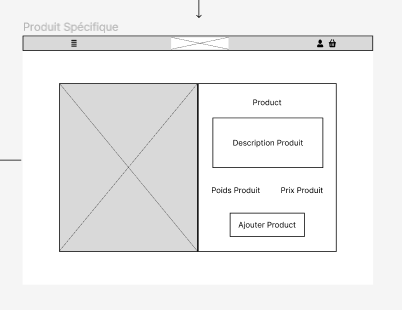 Produit Spécifique
Product
Description Produit
Poids Produit
Prix Produit
Ajouter Product